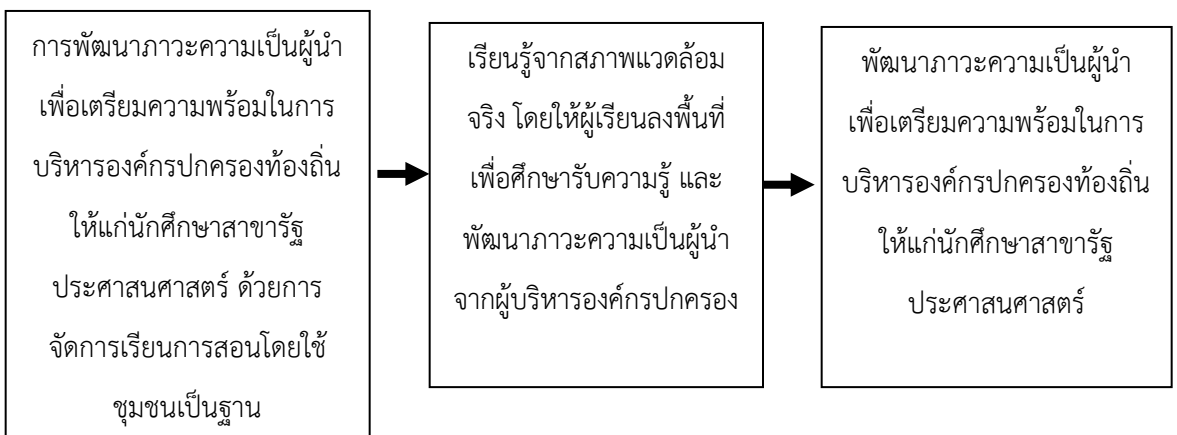 การพัฒนาภาวะความเป็นผู้นำ
เพื่อเตรียมความพร้อมในการ
บริหารองค์กรปกครองท้องถิ่น
ให้แก่นักศึกษาสาขารัฐ
ประศาสนศาสตร์ ด้วยการ
จัดการเรียนการสอนโดยใช้
ชุมชนเป็นฐาน
เรียนรู้จากสภาพแวดล้อม
จริง โดยให้ผู้เรียนลงพื้นที่
เพื่อศึกษารับความรู้ และ
พัฒนาภาวะความเป็นผู้นำ
จากผู้บริหารองค์กรปกครอง
พัฒนาภาวะความเป็นผู้นำ
เพื่อเตรียมความพร้อมในการ
บริหารองค์กรปกครองท้องถิ่น
ให้แก่นักศึกษาสาขารัฐ
ประศาสนศาสตร์